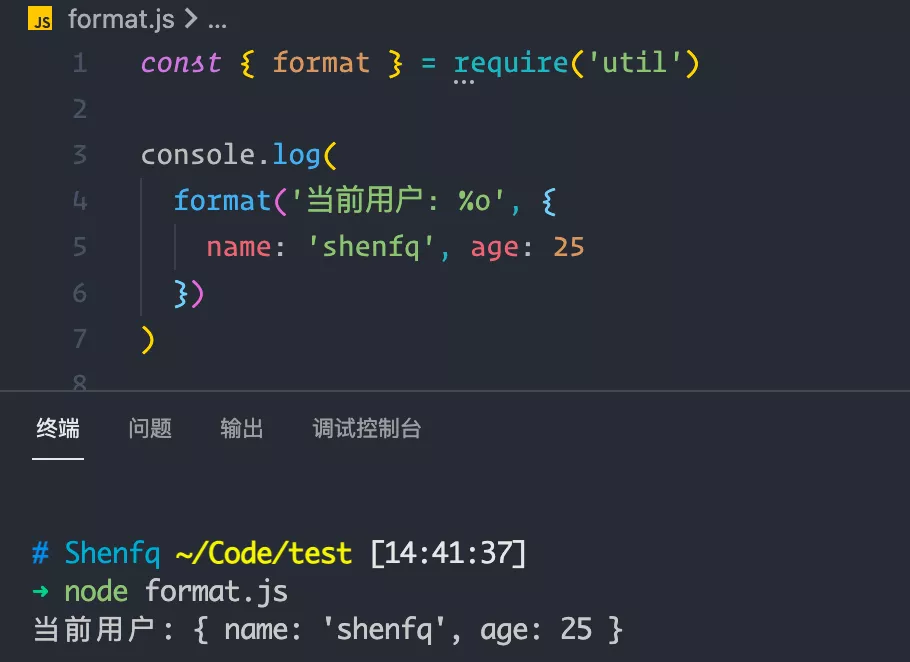 JS format.js > ...
1 const { format } = require('util')
2
3 console.log(
4 format('当前用户: %o', {
5 name: 'shenfq', age: 25
6 })
7 )
8
终端 问题 输出 调试控制台
# Shenfq ~/Code/test [14:41:37]
→ node format.js
当前用户: { name: 'shenfq', age: 25 }